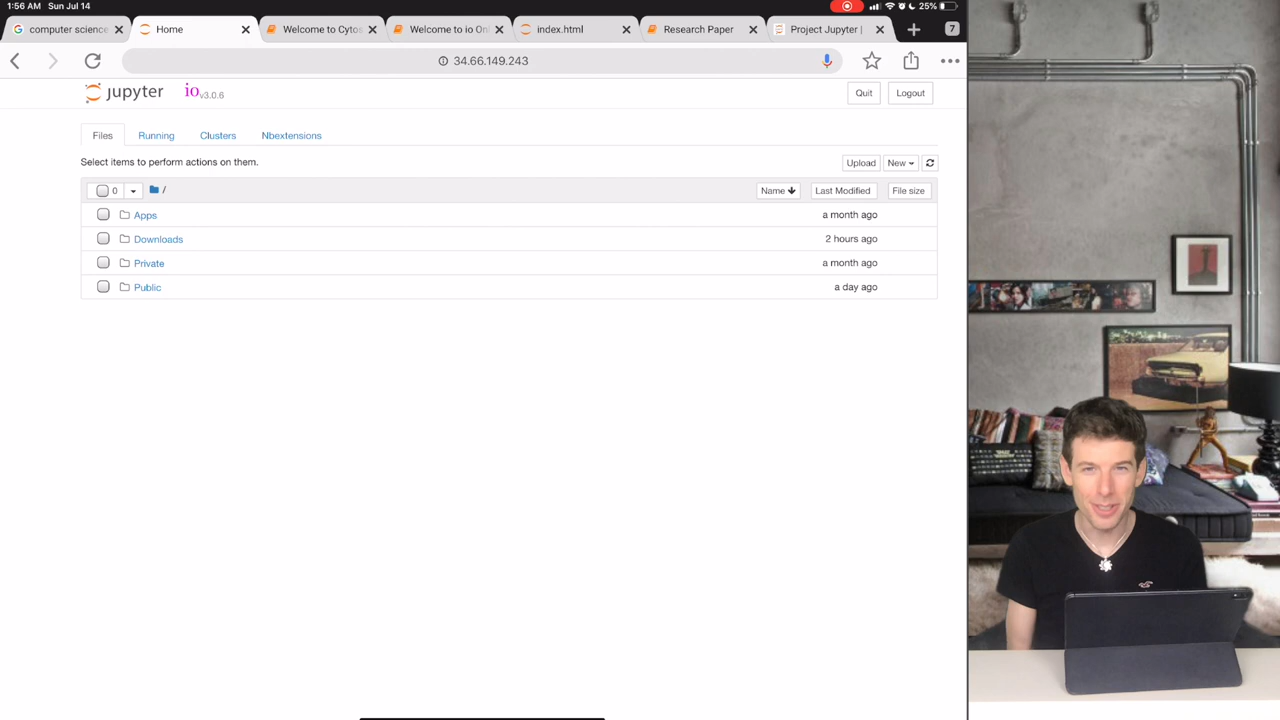 1:56 AM Sun Jul 14
25%
computer science
Home
Welcome to Cytos
Welcome to io Onl
index.html
Research Paper
Project Jupyter |
7
34.66.149.243
jupyter io v3.0.6
Quit
Logout
Files
Running
Clusters
Nbextensions
Select items to perform actions on them.
Upload
New
0
/
Name
Last Modified
File size
Apps
a month ago
Downloads
2 hours ago
Private
a month ago
Public
a day ago